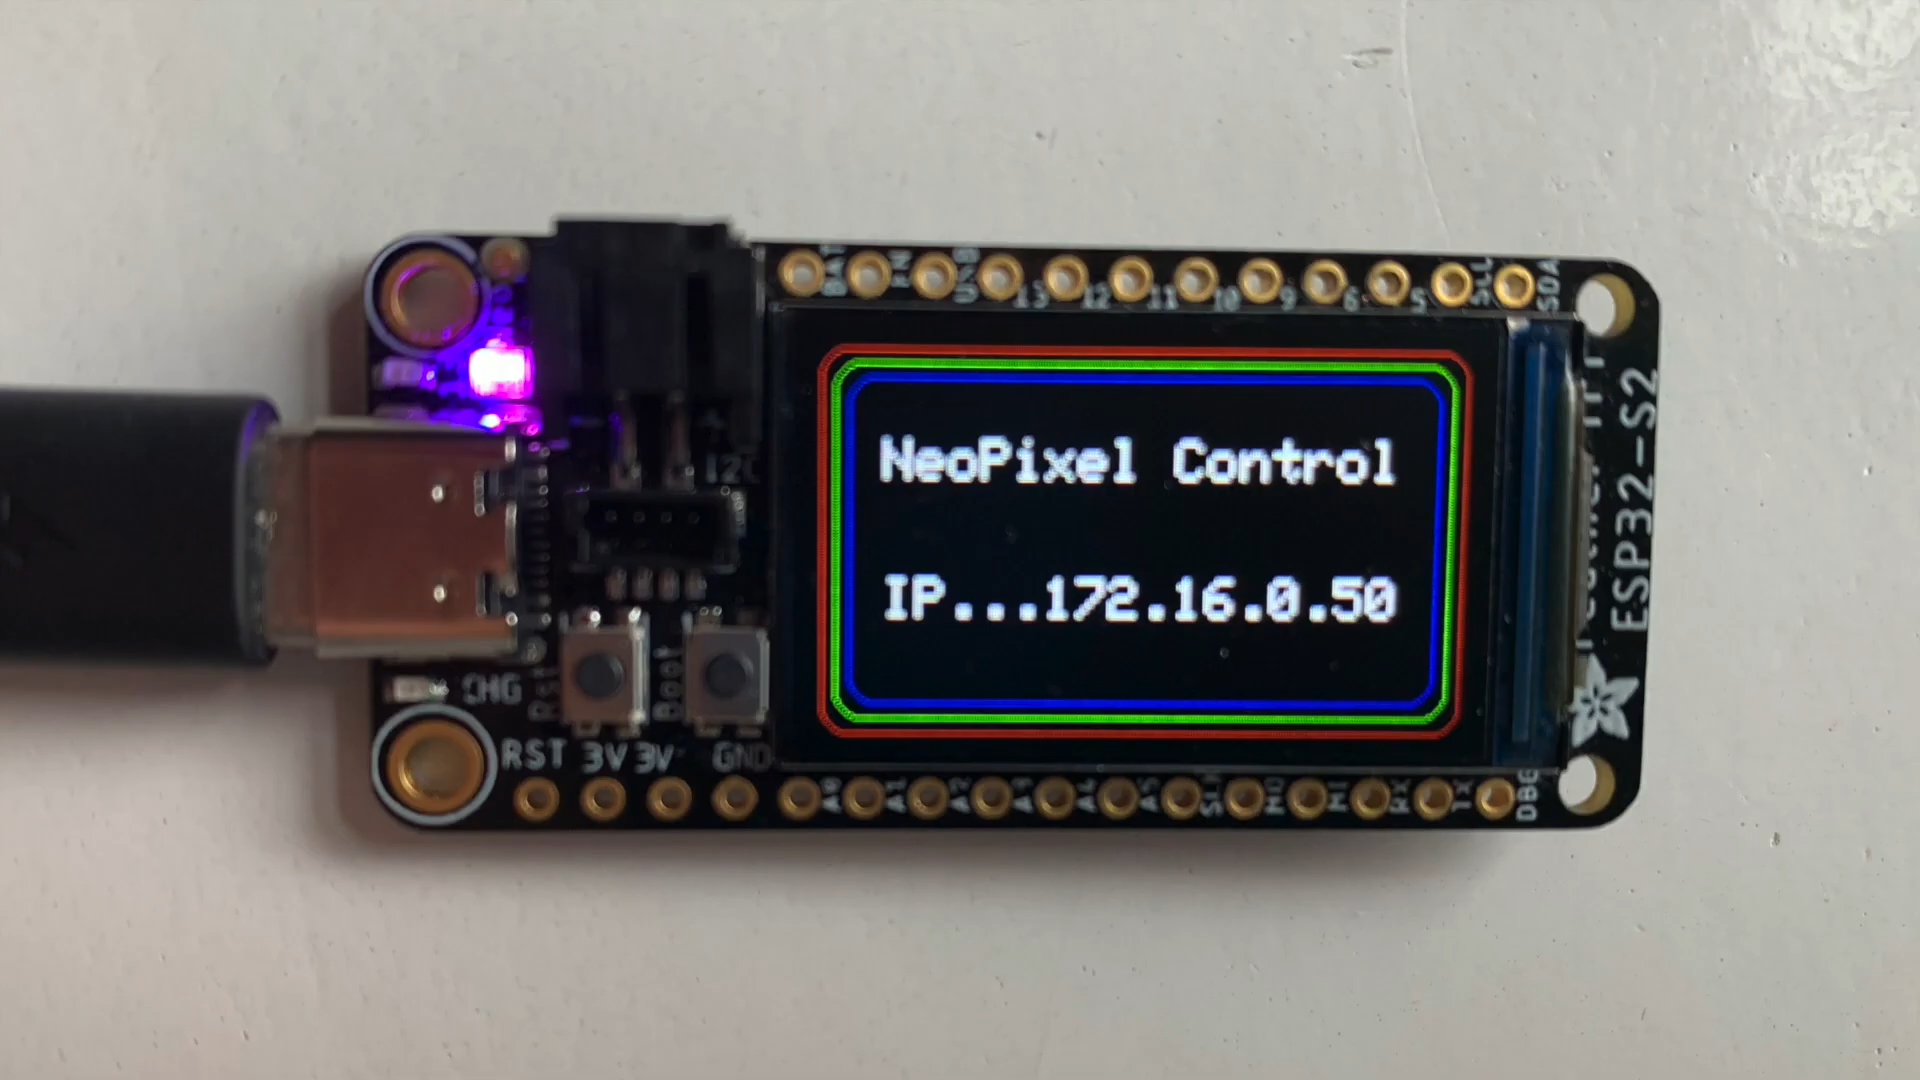 NeoPixel Control
IP...172.16.0.50
BAT
EN
USB
13
12
11
10
9
6
5
SCL
SDA
ESP32-S2
I2C
CHG
Rst
Boot
RST
3V
3V
GND
A0
A1
A2
A3
A4
A5
MO
MI
RX
TX
DBG